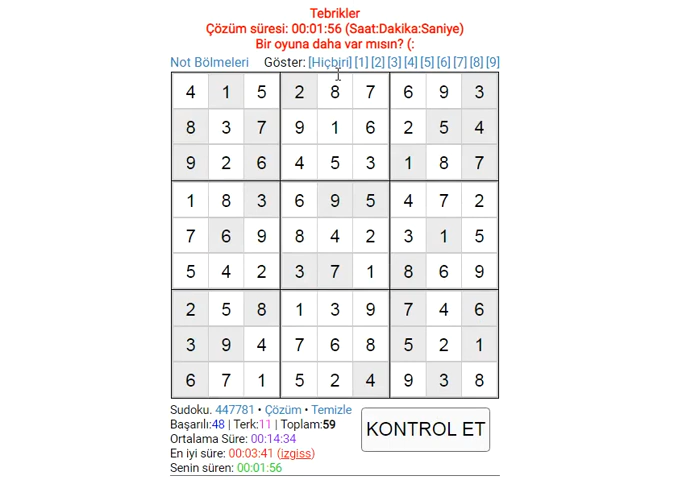 Tebrikler
Çözüm süresi: 00:01:56 (Saat:Dakika:Saniye)
Bir oyuna daha var mısın? (:
Not Bölmeleri Göster: [Hiçbiri] [1] [2] [3] [4] [5] [6] [7] [8] [9]
4 1 5 2 8 7 6 9 3
8 3 7 9 1 6 2 5 4
9 2 6 4 5 3 1 8 7
1 8 3 6 9 5 4 7 2
7 6 9 8 4 2 3 1 5
5 4 2 3 7 1 8 6 9
2 5 8 1 3 9 7 4 6
3 9 4 7 6 8 5 2 1
6 7 1 5 2 4 9 3 8
Sudoku. 447781 • Çözüm • Temizle
Başarılı:48 | Terk:11 | Toplam:59
Ortalama Süre: 00:14:34
En iyi süre: 00:03:41 (izgiss)
Senin süren: 00:01:56
KONTROL ET